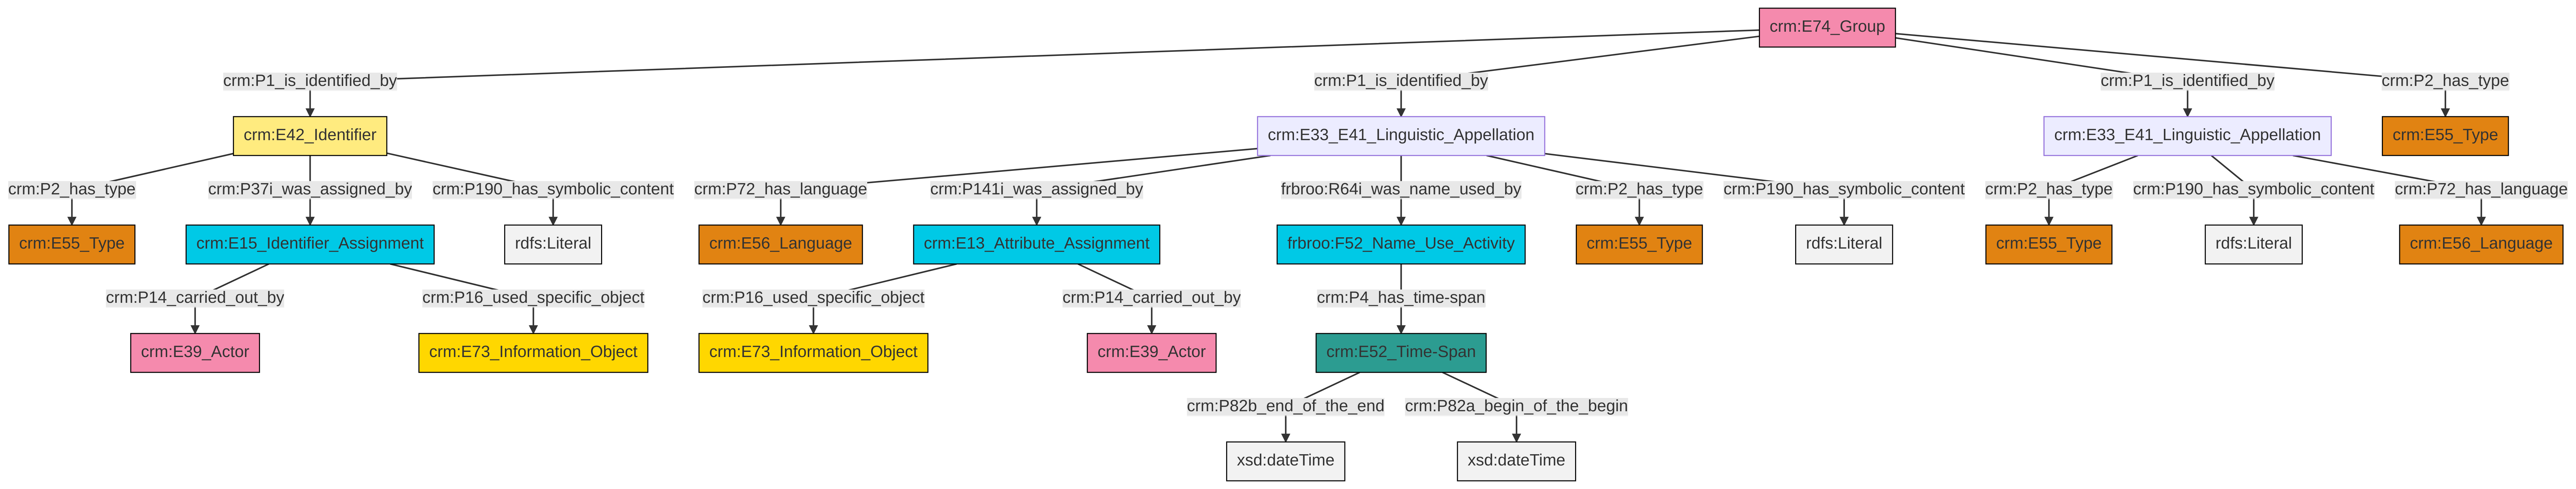 crm:E74_Group
crm:P1_is_identified_by
crm:P1_is_identified_by
crm:P1_is_identified_by
crm:P2_has_type
crm:E42_Identifier
crm:E33_E41_Linguistic_Appellation
crm:E33_E41_Linguistic_Appellation
crm:E55_Type
crm:P2_has_type
crm:P37i_was_assigned_by
crm:P190_has_symbolic_content
crm:P72_has_language
crm:P141i_was_assigned_by
frbroo:R64i_was_name_used_by
crm:P2_has_type
crm:P190_has_symbolic_content
crm:P2_has_type
crm:P190_has_symbolic_content
crm:P72_has_language
crm:E55_Type
crm:E15_Identifier_Assignment
rdfs:Literal
crm:E56_Language
crm:E13_Attribute_Assignment
frbroo:F52_Name_Use_Activity
crm:E55_Type
rdfs:Literal
crm:E55_Type
rdfs:Literal
crm:E56_Language
crm:P14_carried_out_by
crm:P16_used_specific_object
crm:P16_used_specific_object
crm:P14_carried_out_by
crm:P4_has_time-span
crm:E39_Actor
crm:E73_Information_Object
crm:E73_Information_Object
crm:E39_Actor
crm:E52_Time-Span
crm:P82b_end_of_the_end
crm:P82a_begin_of_the_begin
xsd:dateTime
xsd:dateTime